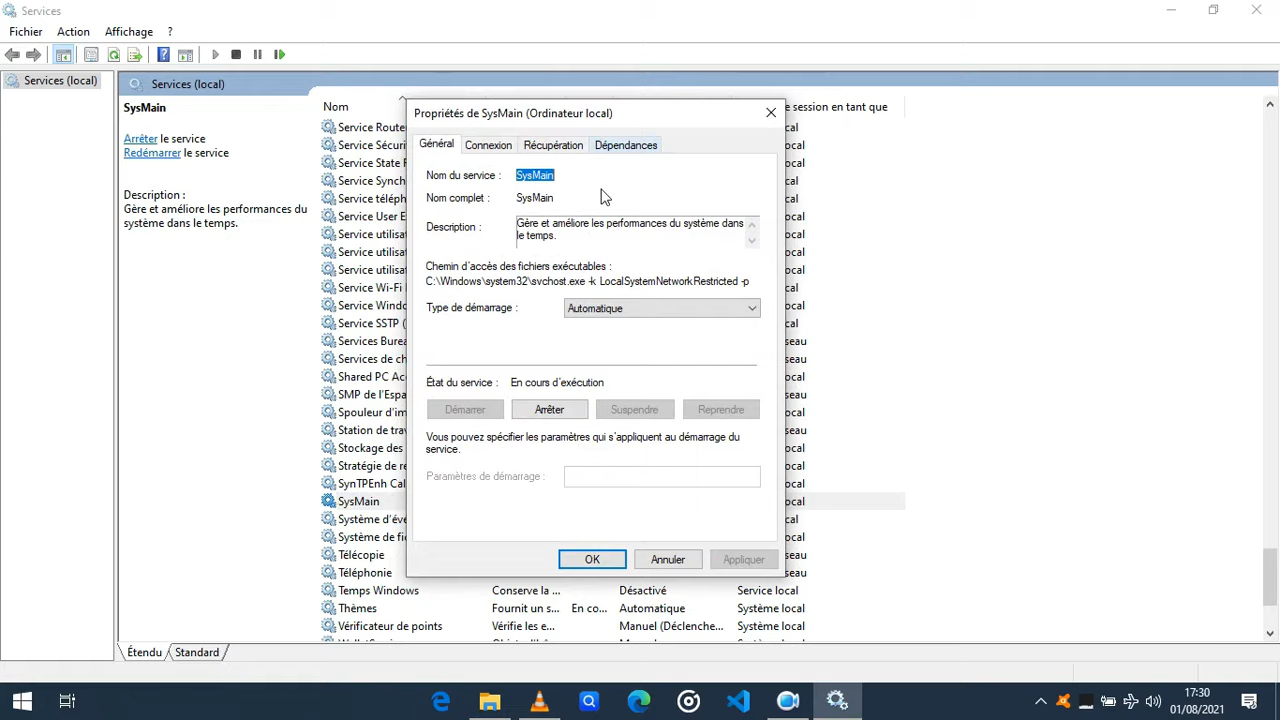 Services
Fichier Action Affichage ?
Services (local)
Services (local)
SysMain
Arrêter le service
Redémarrer le service
Description :
Gère et améliore les performances du
système dans le temps.
Nom
Service Router
Service Sécuri
Service State F
Service Synch
Service téléph
Service User E
Service utilisat
Service utilisat
Service utilisat
Service Wi-Fi
Service Windo
Service SSTP (
Services Burea
Services de ch
Shared PC Acc
SMP de l'Espa
Spouleur d'im
Station de trav
Stockage des
Stratégie de re
SynTPEnh Cal
SysMain
Système d'éve
Système de fic
Télécopie
Téléphonie
Temps Windows Conserve la ... Désactivé Service local
Thèmes Fournit un s... En co... Automatique Système local
Vérificateur de points Vérifie les e... Manuel (Déclenche... Système local
e session en tant que
Propriétés de SysMain (Ordinateur local)
Général Connexion Récupération Dépendances
Nom du service : SysMain
Nom complet : SysMain
Description : Gère et améliore les performances du système dans
le temps.
Chemin d'accès des fichiers exécutables :
C:\Windows\system32\svchost.exe -k LocalSystemNetworkRestricted -p
Type de démarrage : Automatique
État du service : En cours d'exécution
Démarrer Arrêter Suspendre Reprendre
Vous pouvez spécifier les paramètres qui s'appliquent au démarrage du
service.
Paramètres de démarrage :
OK Annuler Appliquer
Étendu Standard
17:30
01/08/2021